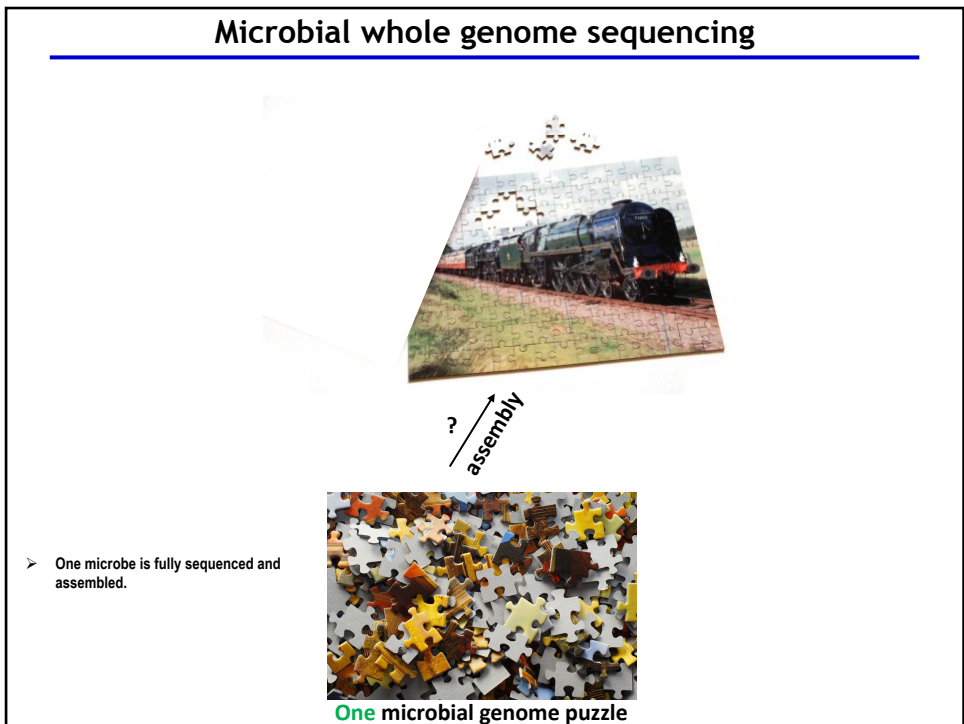 Microbial whole genome sequencing
?
assembly
➢ One microbe is fully sequenced and
assembled.
One microbial genome puzzle